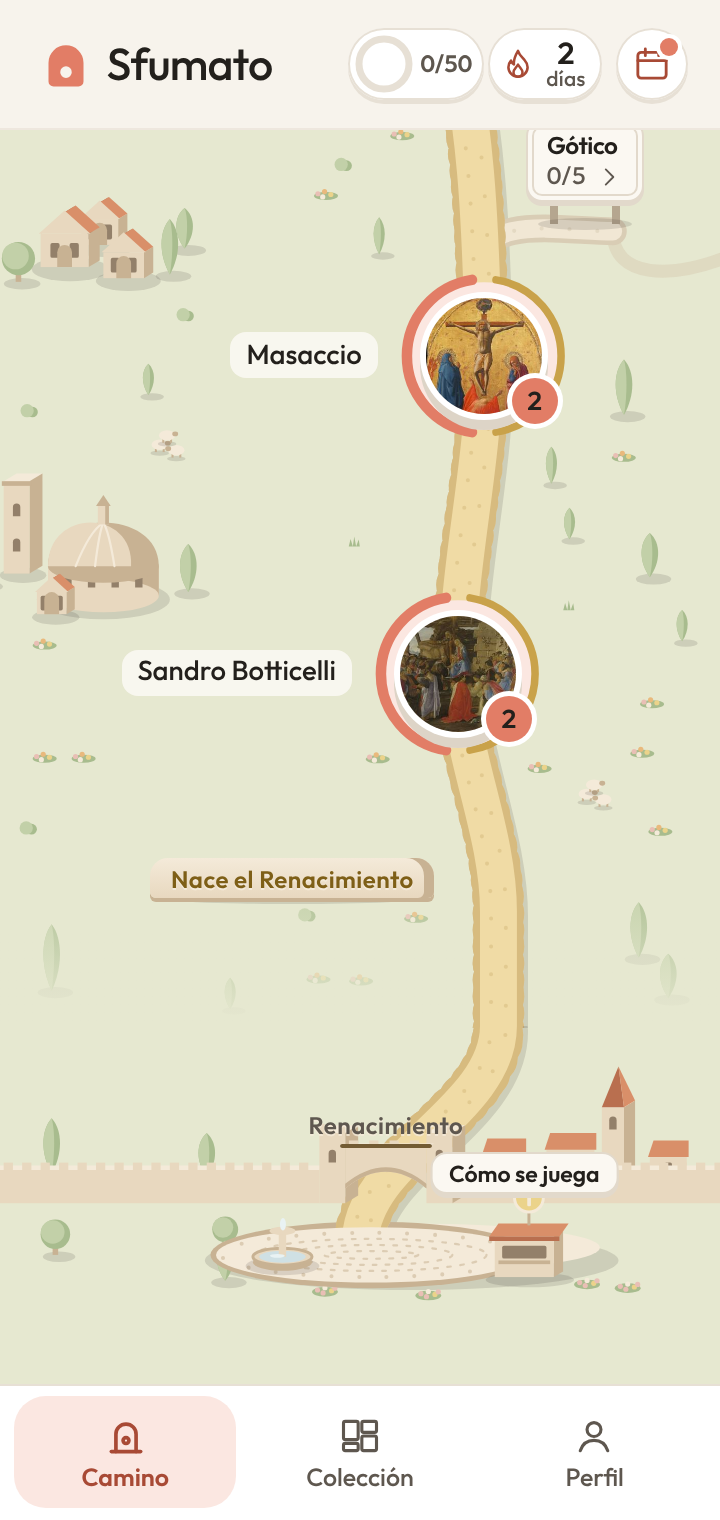 Sfumato
0/50
2
días
Gótico
0/5
Masaccio
2
Sandro Botticelli
2
Nace el Renacimiento
Renacimiento
Cómo se juega
Camino
Colección
Perfil